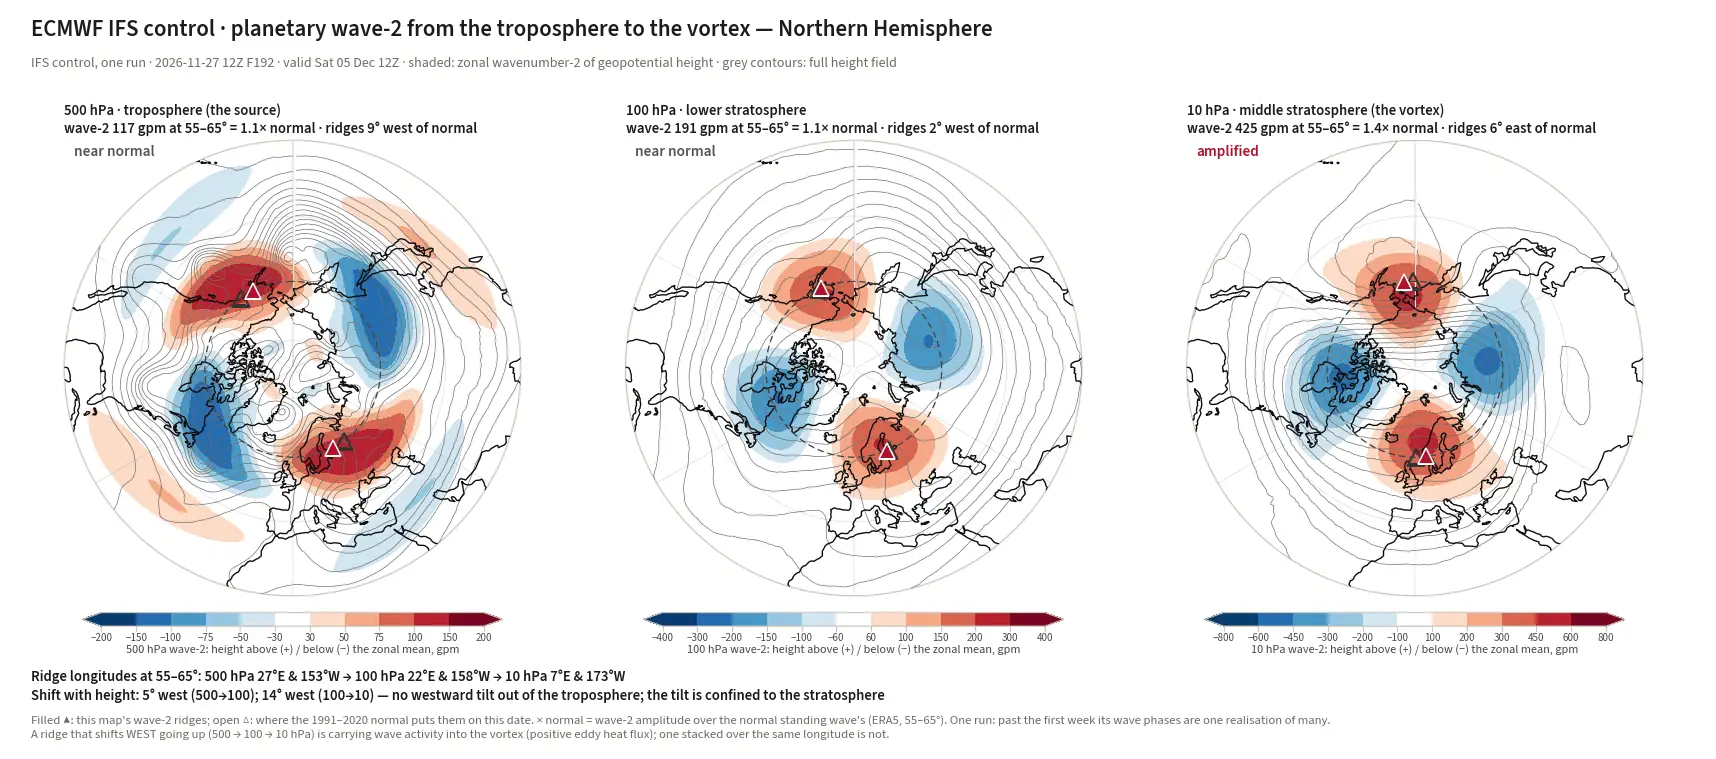 ECMWF IFS control · planetary wave-2 from the troposphere to the vortex — Northern Hemisphere
IFS control, one run · 2026-11-27 12Z F192 · valid Sat 05 Dec 12Z · shaded: zonal wavenumber-2 of geopotential height · grey contours: full height field
500 hPa · troposphere (the source)
wave-2 117 gpm at 55–65° = 1.1× normal · ridges 9° west of normal
near normal
100 hPa · lower stratosphere
wave-2 191 gpm at 55–65° = 1.1× normal · ridges 2° west of normal
near normal
10 hPa · middle stratosphere (the vortex)
wave-2 425 gpm at 55–65° = 1.4× normal · ridges 6° east of normal
amplified
−200 −150 −100 −75 −50 −30 30 50 75 100 150 200
500 hPa wave-2: height above (+) / below (−) the zonal mean, gpm
−400 −300 −200 −150 −100 −60 60 100 150 200 300 400
100 hPa wave-2: height above (+) / below (−) the zonal mean, gpm
−800 −600 −450 −300 −200 −100 100 200 300 450 600 800
10 hPa wave-2: height above (+) / below (−) the zonal mean, gpm
Ridge longitudes at 55–65°: 500 hPa 27°E & 153°W → 100 hPa 22°E & 158°W → 10 hPa 7°E & 173°W
Shift with height: 5° west (500→100); 14° west (100→10) — no westward tilt out of the troposphere; the tilt is confined to the stratosphere
Filled ▲: this map's wave-2 ridges; open △: where the 1991–2020 normal puts them on this date. × normal = wave-2 amplitude over the normal standing wave's (ERA5, 55–65°). One run: past the first week its wave phases are one realisation of many.
A ridge that shifts WEST going up (500 → 100 → 10 hPa) is carrying wave activity into the vortex (positive eddy heat flux); one stacked over the same longitude is not.